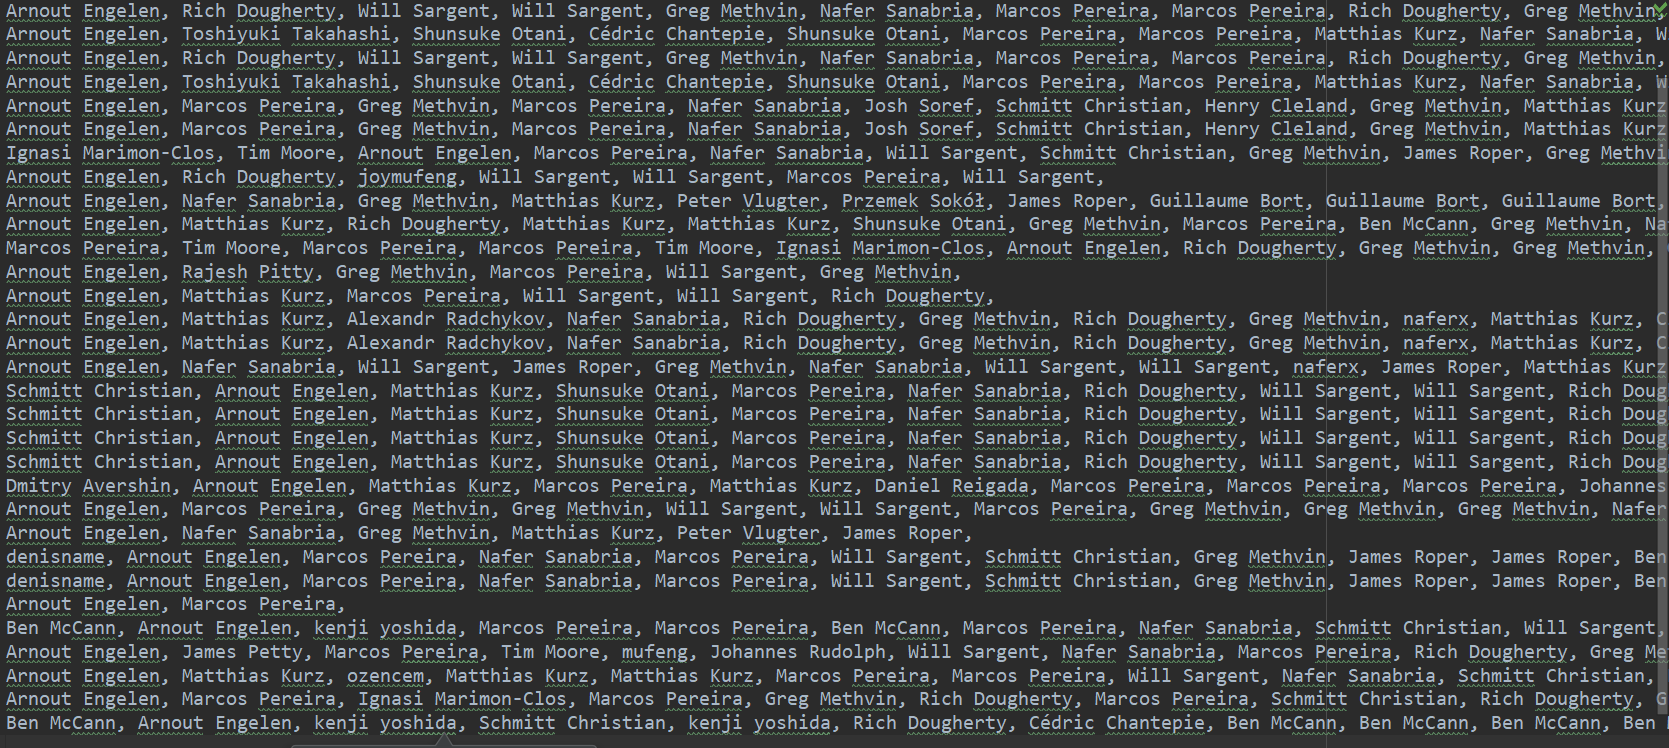 Arnout Engelen, Rich Dougherty, Will Sargent, Will Sargent, Greg Methvin, Nafer Sanabria, Marcos Pereira, Marcos Pereira, Rich Dougherty, Greg Methvin,
Arnout Engelen, Toshiyuki Takahashi, Shunsuke Otani, Cédric Chantepie, Shunsuke Otani, Marcos Pereira, Marcos Pereira, Matthias Kurz, Nafer Sanabria, W
Arnout Engelen, Rich Dougherty, Will Sargent, Will Sargent, Greg Methvin, Nafer Sanabria, Marcos Pereira, Marcos Pereira, Rich Dougherty, Greg Methvin,
Arnout Engelen, Toshiyuki Takahashi, Shunsuke Otani, Cédric Chantepie, Shunsuke Otani, Marcos Pereira, Marcos Pereira, Matthias Kurz, Nafer Sanabria, W
Arnout Engelen, Marcos Pereira, Greg Methvin, Marcos Pereira, Nafer Sanabria, Josh Soref, Schmitt Christian, Henry Cleland, Greg Methvin, Matthias Kurz
Arnout Engelen, Marcos Pereira, Greg Methvin, Marcos Pereira, Nafer Sanabria, Josh Soref, Schmitt Christian, Henry Cleland, Greg Methvin, Matthias Kurz
Ignasi Marimon-Clos, Tim Moore, Arnout Engelen, Marcos Pereira, Nafer Sanabria, Will Sargent, Schmitt Christian, Greg Methvin, James Roper, Greg Methvi
Arnout Engelen, Rich Dougherty, joymufeng, Will Sargent, Will Sargent, Marcos Pereira, Will Sargent,
Arnout Engelen, Nafer Sanabria, Greg Methvin, Matthias Kurz, Peter Vlugter, Przemek Sokół, James Roper, Guillaume Bort, Guillaume Bort, Guillaume Bort,
Arnout Engelen, Matthias Kurz, Rich Dougherty, Matthias Kurz, Matthias Kurz, Shunsuke Otani, Greg Methvin, Marcos Pereira, Ben McCann, Greg Methvin, Na
Marcos Pereira, Tim Moore, Marcos Pereira, Marcos Pereira, Tim Moore, Ignasi Marimon-Clos, Arnout Engelen, Rich Dougherty, Greg Methvin, Greg Methvin,
Arnout Engelen, Rajesh Pitty, Greg Methvin, Marcos Pereira, Will Sargent, Greg Methvin,
Arnout Engelen, Matthias Kurz, Marcos Pereira, Will Sargent, Will Sargent, Rich Dougherty,
Arnout Engelen, Matthias Kurz, Alexandr Radchykov, Nafer Sanabria, Rich Dougherty, Greg Methvin, Rich Dougherty, Greg Methvin, naferx, Matthias Kurz, C
Arnout Engelen, Matthias Kurz, Alexandr Radchykov, Nafer Sanabria, Rich Dougherty, Greg Methvin, Rich Dougherty, Greg Methvin, naferx, Matthias Kurz, C
Arnout Engelen, Nafer Sanabria, Will Sargent, James Roper, Greg Methvin, Nafer Sanabria, Will Sargent, Will Sargent, naferx, James Roper, Matthias Kurz
Schmitt Christian, Arnout Engelen, Matthias Kurz, Shunsuke Otani, Marcos Pereira, Nafer Sanabria, Rich Dougherty, Will Sargent, Will Sargent, Rich Doug
Schmitt Christian, Arnout Engelen, Matthias Kurz, Shunsuke Otani, Marcos Pereira, Nafer Sanabria, Rich Dougherty, Will Sargent, Will Sargent, Rich Doug
Schmitt Christian, Arnout Engelen, Matthias Kurz, Shunsuke Otani, Marcos Pereira, Nafer Sanabria, Rich Dougherty, Will Sargent, Will Sargent, Rich Doug
Schmitt Christian, Arnout Engelen, Matthias Kurz, Shunsuke Otani, Marcos Pereira, Nafer Sanabria, Rich Dougherty, Will Sargent, Will Sargent, Rich Doug
Dmitry Avershin, Arnout Engelen, Matthias Kurz, Marcos Pereira, Matthias Kurz, Daniel Reigada, Marcos Pereira, Marcos Pereira, Marcos Pereira, Johannes
Arnout Engelen, Marcos Pereira, Greg Methvin, Greg Methvin, Will Sargent, Will Sargent, Marcos Pereira, Greg Methvin, Greg Methvin, Greg Methvin, Nafer
Arnout Engelen, Nafer Sanabria, Greg Methvin, Matthias Kurz, Peter Vlugter, James Roper,
denisname, Arnout Engelen, Marcos Pereira, Nafer Sanabria, Marcos Pereira, Will Sargent, Schmitt Christian, Greg Methvin, James Roper, James Roper, Ben
denisname, Arnout Engelen, Marcos Pereira, Nafer Sanabria, Marcos Pereira, Will Sargent, Schmitt Christian, Greg Methvin, James Roper, James Roper, Ben
Arnout Engelen, Marcos Pereira,
Ben McCann, Arnout Engelen, kenji yoshida, Marcos Pereira, Marcos Pereira, Ben McCann, Marcos Pereira, Nafer Sanabria, Schmitt Christian, Will Sargent,
Arnout Engelen, James Petty, Marcos Pereira, Tim Moore, mufeng, Johannes Rudolph, Will Sargent, Nafer Sanabria, Marcos Pereira, Rich Dougherty, Greg Me
Arnout Engelen, Matthias Kurz, ozencem, Matthias Kurz, Matthias Kurz, Marcos Pereira, Marcos Pereira, Will Sargent, Nafer Sanabria, Schmitt Christian,
Arnout Engelen, Marcos Pereira, Ignasi Marimon-Clos, Marcos Pereira, Greg Methvin, Rich Dougherty, Marcos Pereira, Schmitt Christian, Rich Dougherty, G
Ben McCann, Arnout Engelen, kenji yoshida, Schmitt Christian, kenji yoshida, Rich Dougherty, Cédric Chantepie, Ben McCann, Ben McCann, Ben McCann, Ben